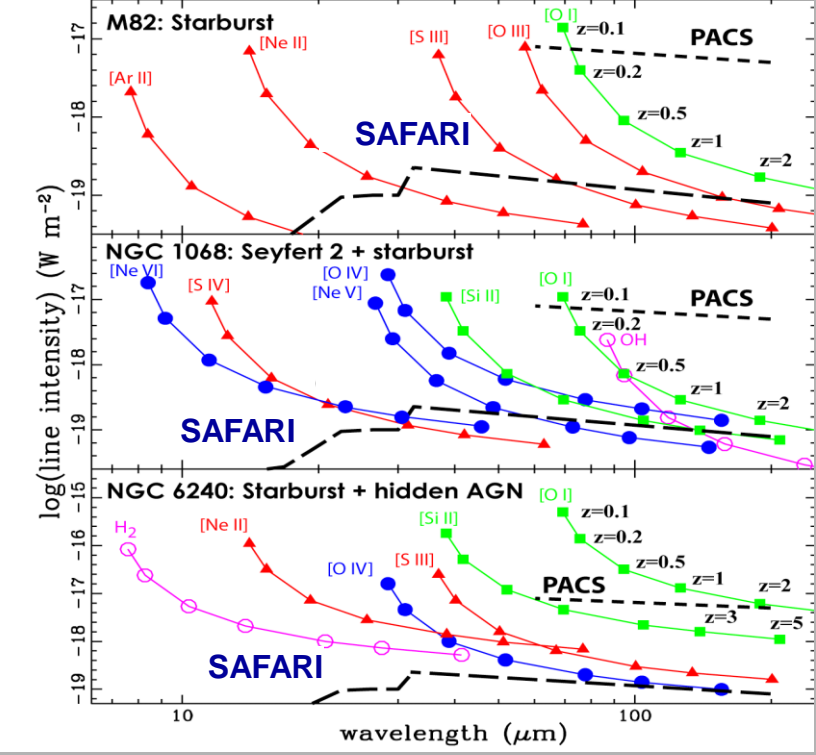 M82: Starburst
[Ar II]
[Ne II]
[S III]
[O III]
[O I]
z=0.1
z=0.2
z=0.5
z=1
z=2
PACS
SAFARI
−17
−18
−19
NGC 1068: Seyfert 2 + starburst
[Ne VI]
[S IV]
[O IV]
[Ne V]
[Si II]
[O I]
z=0.1
z=0.2
OH
z=0.5
z=1
z=2
PACS
SAFARI
−17
−18
−19
NGC 6240: Starburst + hidden AGN
H2
[Ne II]
[O IV]
[S III]
[Si II]
[O I]
z=0.1
z=0.2
z=0.5
z=1
z=2
z=3
z=5
PACS
SAFARI
−15
−16
−17
−18
−19
log(line intensity) (W m−2)
10
100
wavelength (μm)